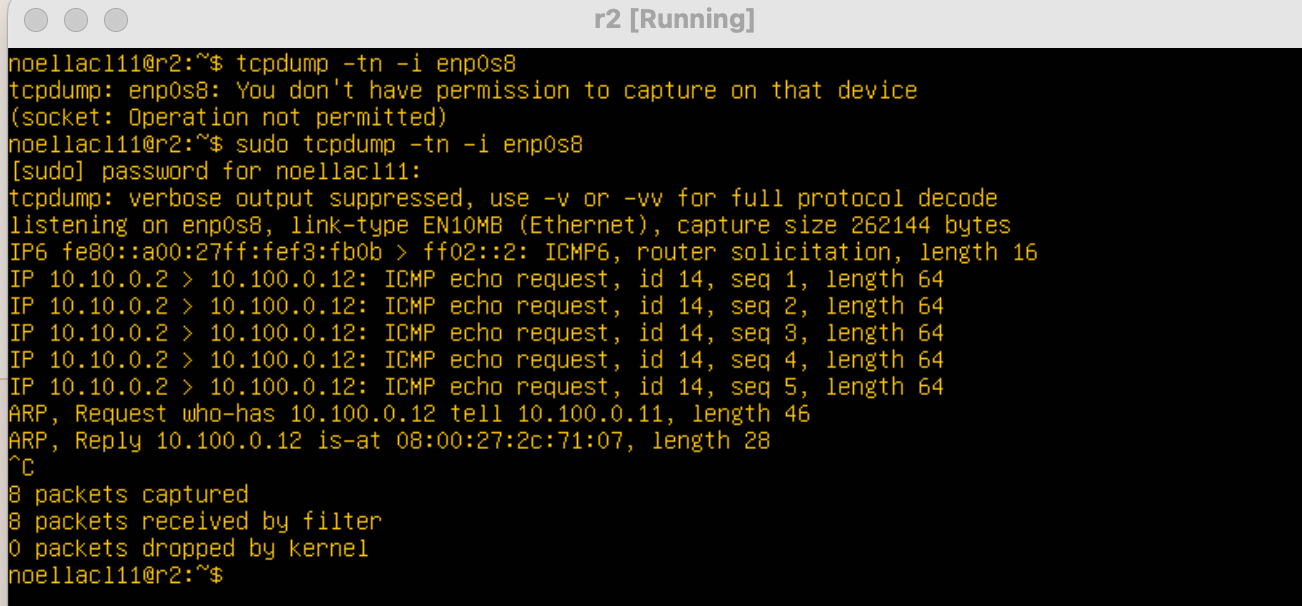 r2 [Running]
noellacl11@r2:~$ tcpdump -tn -i enp0s8
tcpdump: enp0s8: You don't have permission to capture on that device
(socket: Operation not permitted)
noellacl11@r2:~$ sudo tcpdump -tn -i enp0s8
[sudo] password for noellacl11:
tcpdump: verbose output suppressed, use -v or -vv for full protocol decode
listening on enp0s8, link-type EN10MB (Ethernet), capture size 262144 bytes
IP6 fe80::a00:27ff:fef3:fb0b > ff02::2: ICMP6, router solicitation, length 16
IP 10.10.0.2 > 10.100.0.12: ICMP echo request, id 14, seq 1, length 64
IP 10.10.0.2 > 10.100.0.12: ICMP echo request, id 14, seq 2, length 64
IP 10.10.0.2 > 10.100.0.12: ICMP echo request, id 14, seq 3, length 64
IP 10.10.0.2 > 10.100.0.12: ICMP echo request, id 14, seq 4, length 64
IP 10.10.0.2 > 10.100.0.12: ICMP echo request, id 14, seq 5, length 64
ARP, Request who-has 10.100.0.12 tell 10.100.0.11, length 46
ARP, Reply 10.100.0.12 is-at 08:00:27:2c:71:07, length 28
^C
8 packets captured
8 packets received by filter
0 packets dropped by kernel
noellacl11@r2:~$